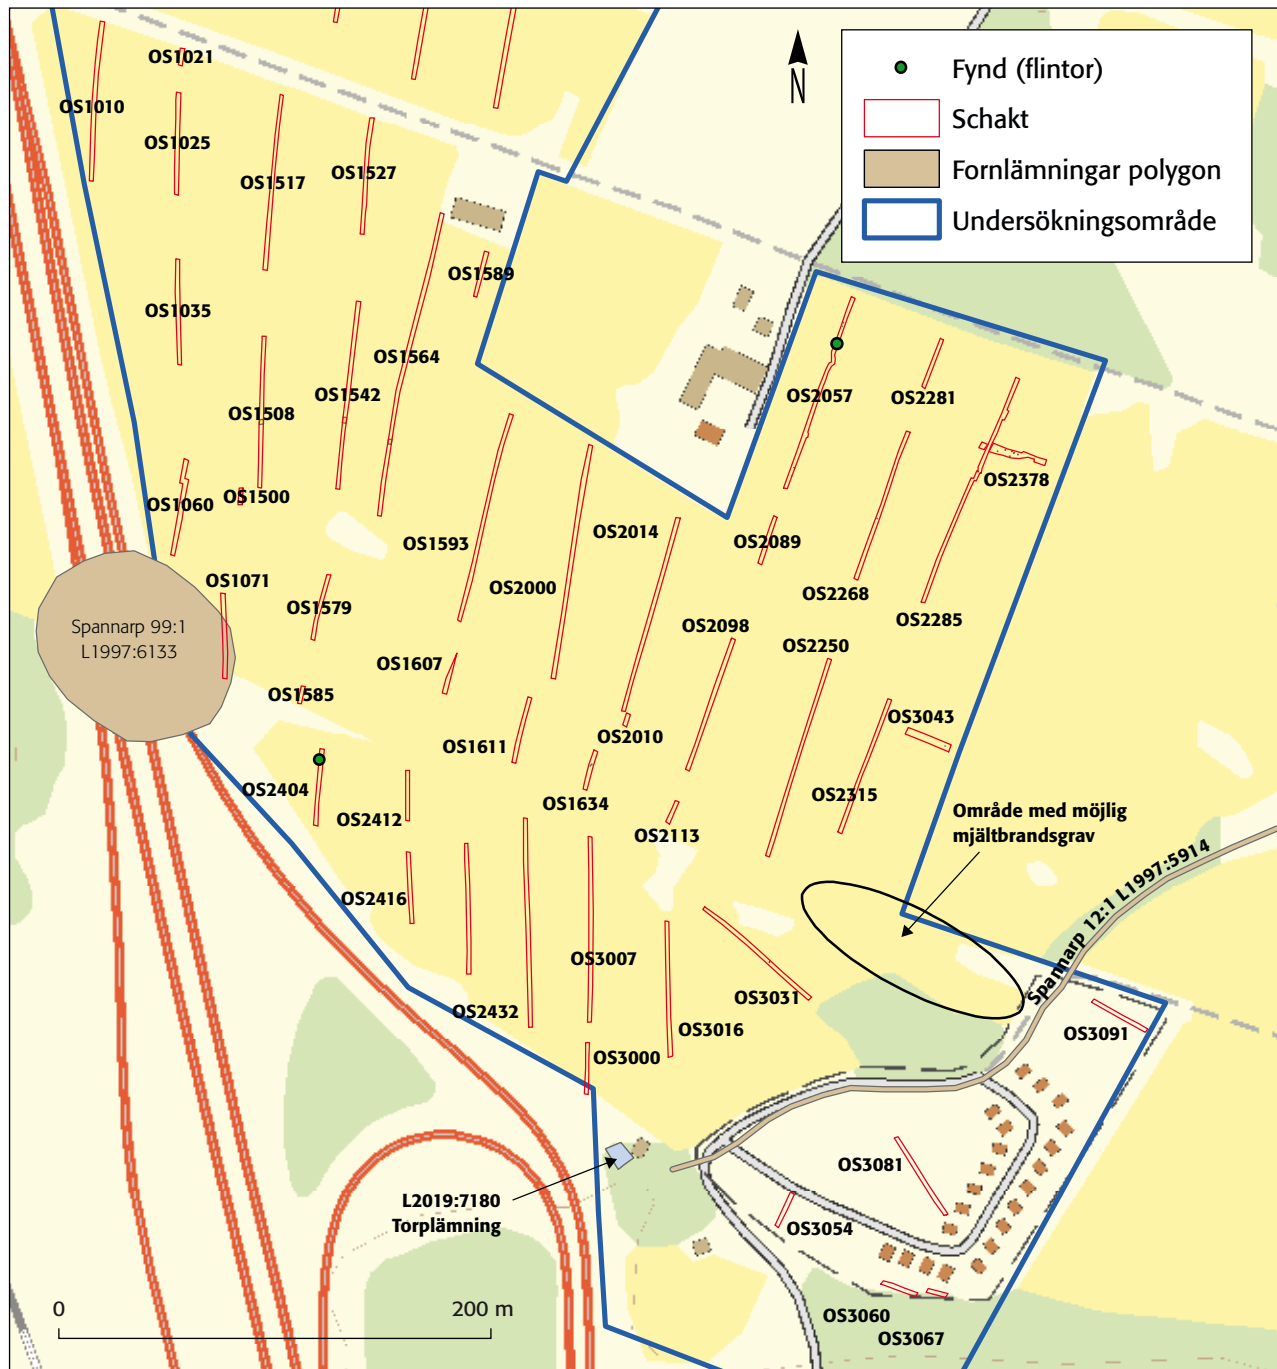 Fynd (flintor)
Schakt
Fornlämningar polygon
Undersökningsområde
N
OS1021
OS1010
OS1025
OS1517
OS1527
OS1589
OS1035
OS1564
OS1542
OS1508
OS2057
OS2281
OS2378
OS1060
OS1500
OS1593
OS2014
OS2089
OS1071
OS1579
OS2000
OS2268
OS2285
Spannarp 99:1
L1997:6133
OS2098
OS2250
OS1607
OS1585
OS3043
OS2010
OS1611
OS2404
OS2412
OS1634
OS2315
OS2113
Område med möjlig
mjältbrandsgrav
Spannarp 12:1 L1997:5914
OS2416
OS3007
OS3031
OS2432
OS3016
OS3091
OS3000
OS3081
L2019:7180
Torplämning
OS3054
OS3060
OS3067
0
200 m